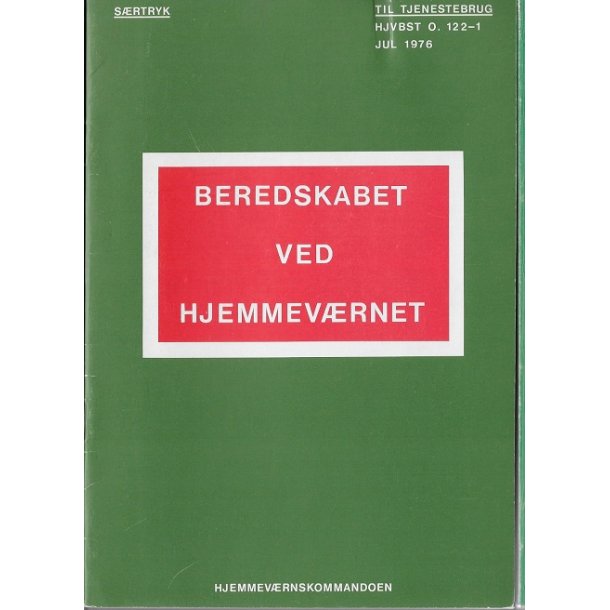 SÆRTRYK
TIL TJENESTEBRUG
HJVBST O. 122-1
JUL 1976
BEREDSKABET
VED
HJEMMEVÆRNET
HJEMMEVÆRNSKOMMANDOEN